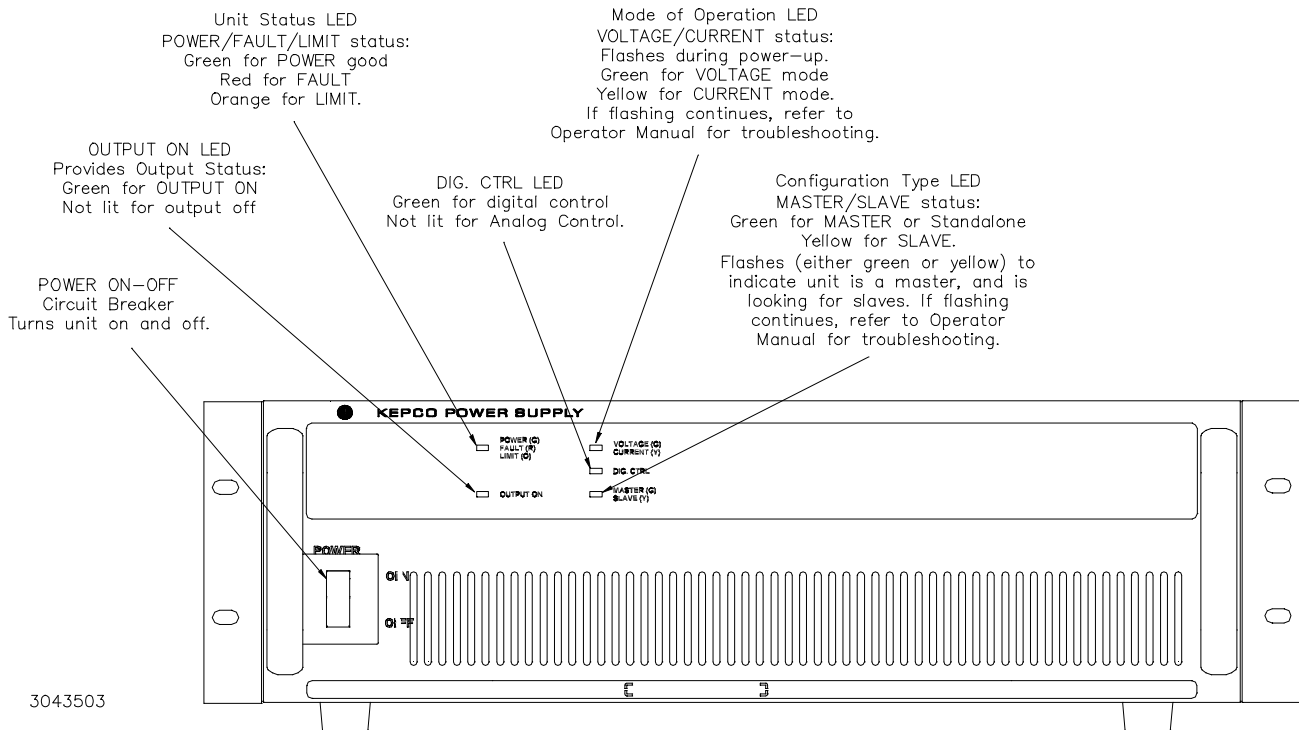 Unit Status LED
POWER/FAULT/LIMIT status:
Green for POWER good
Red for FAULT
Orange for LIMIT.
Mode of Operation LED
VOLTAGE/CURRENT status:
Flashes during power-up.
Green for VOLTAGE mode
Yellow for CURRENT mode.
If flashing continues, refer to
Operator Manual for troubleshooting.
OUTPUT ON LED
Provides Output Status:
Green for OUTPUT ON
Not lit for output off
DIG. CTRL LED
Green for digital control
Not lit for Analog Control.
Configuration Type LED
MASTER/SLAVE status:
Green for MASTER or Standalone
Yellow for SLAVE.
Flashes (either green or yellow) to
indicate unit is a master, and is
looking for slaves. If flashing
continues, refer to Operator
Manual for troubleshooting.
POWER ON-OFF
Circuit Breaker
Turns unit on and off.
KEPCO POWER SUPPLY
POWER (G)
FAULT (R)
LIMIT (O)
VOLTAGE (G)
CURRENT (Y)
DIG. CTRL
OUTPUT ON
MASTER (G)
SLAVE (Y)
POWER
ON
OFF
3043503